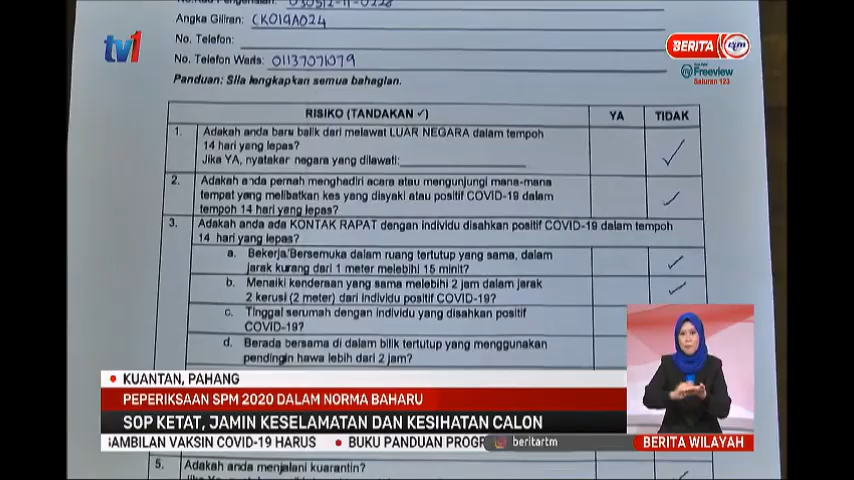 Angka Giliran: CK019A024
No. Telefon:
No. Telefon Waris: 01137071079
Panduan: Sila lengkapkan semua bahagian.
tv1
BERITA rtm
Freeview
Saluran 123
RISIKO (TANDAKAN ✓) YA TIDAK
1. Adakah anda baru balik dari melawat LUAR NEGARA dalam tempoh
14 hari yang lepas?
Jika YA, nyatakan negara yang dilawati:
2. Adakah anda pernah menghadiri acara atau mengunjungi mana-mana
tempat yang melibatkan kes yang disyaki atau positif COVID-19 dalam
tempoh 14 hari yang lepas?
3. Adakah anda ada KONTAK RAPAT dengan individu disahkan positif COVID-19 dalam tempoh
14 hari yang lepas?
a. Bekerja/Bersemuka dalam ruang tertutup yang sama, dalam
jarak kurang dari 1 meter melebihi 15 minit?
b. Menaiki kenderaan yang sama melebihi 2 jam dalam jarak
2 kerusi (2 meter) dari individu positif COVID-19?
c. Tinggal serumah dengan individu yang disahkan positif
COVID-19?
d. Berada bersama di dalam bilik tertutup yang menggunakan
pendingin hawa lebih dari 2 jam?
KUANTAN, PAHANG
PEPERIKSAAN SPM 2020 DALAM NORMA BAHARU
SOP KETAT, JAMIN KESELAMATAN DAN KESIHATAN CALON
AMBILAN VAKSIN COVID-19 HARUS • BUKU PANDUAN PROG
beritartm
BERITA WILAYAH
5. Adakah anda menjalani kuarantin?